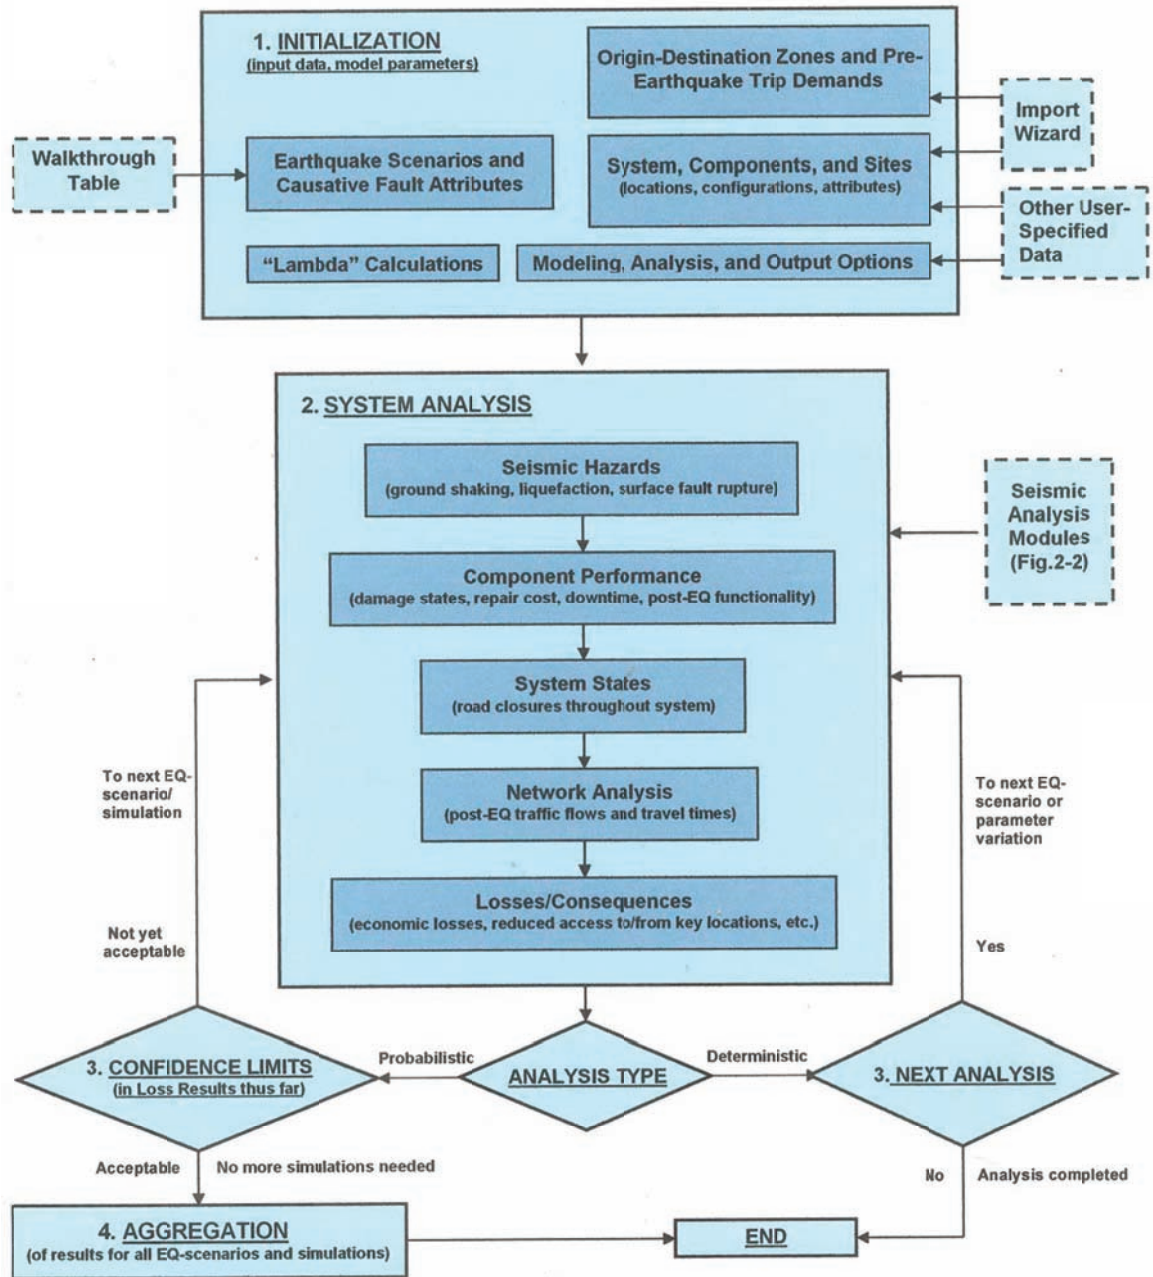 1. INITIALIZATION
(input data, model parameters)
Origin-Destination Zones and Pre-
Earthquake Trip Demands
Import
Wizard
Walkthrough
Table
Earthquake Scenarios and
Causative Fault Attributes
System, Components, and Sites
(locations, configurations, attributes)
Other User-
Specified
Data
“Lambda” Calculations
Modeling, Analysis, and Output Options
2. SYSTEM ANALYSIS
Seismic Hazards
(ground shaking, liquefaction, surface fault rupture)
Seismic
Analysis
Modules
(Fig.2-2)
Component Performance
(damage states, repair cost, downtime, post-EQ functionality)
System States
(road closures throughout system)
To next EQ-
scenario/
simulation
Network Analysis
(post-EQ traffic flows and travel times)
To next EQ-
scenario or
parameter
variation
Losses/Consequences
(economic losses, reduced access to/from key locations, etc.)
Not yet
acceptable
Yes
3. CONFIDENCE LIMITS
(in Loss Results thus far)
Probabilistic
ANALYSIS TYPE
Deterministic
3. NEXT ANALYSIS
Acceptable
No more simulations needed
No
Analysis completed
4. AGGREGATION
(of results for all EQ-scenarios and simulations)
END